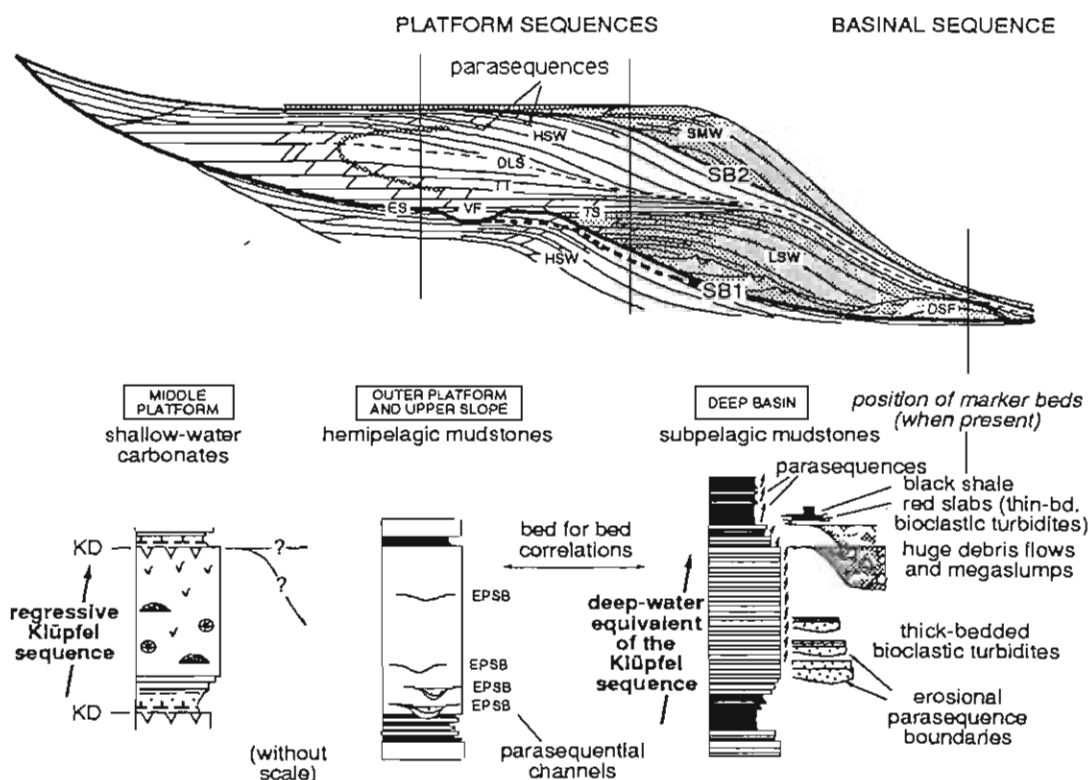 PLATFORM SEQUENCES
BASINAL SEQUENCE
parasequences
HSW
SMW
DLS
SB2
TT
ES
VF
TS
HSW
LSW
SB1
DSF
MIDDLE
PLATFORM
shallow-water
carbonates
KD
regressive
Klüpfel
sequence
KD
?
?
(without
scale)
OUTER PLATFORM
AND UPPER SLOPE
hemipelagic mudstones
EPSB
EPSB
EPSB
EPSB
parasequential
channels
bed for bed
correlations
DEEP BASIN
subpelagic mudstones
parasequences
deep-water
equivalent
of the
Klüpfel
sequence
position of marker beds
(when present)
black shale
red slabs (thin-bd.
bioclastic turbidites)
huge debris flows
and megaslumps
thick-bedded
bioclastic turbidites
erosional
parasequence
boundaries